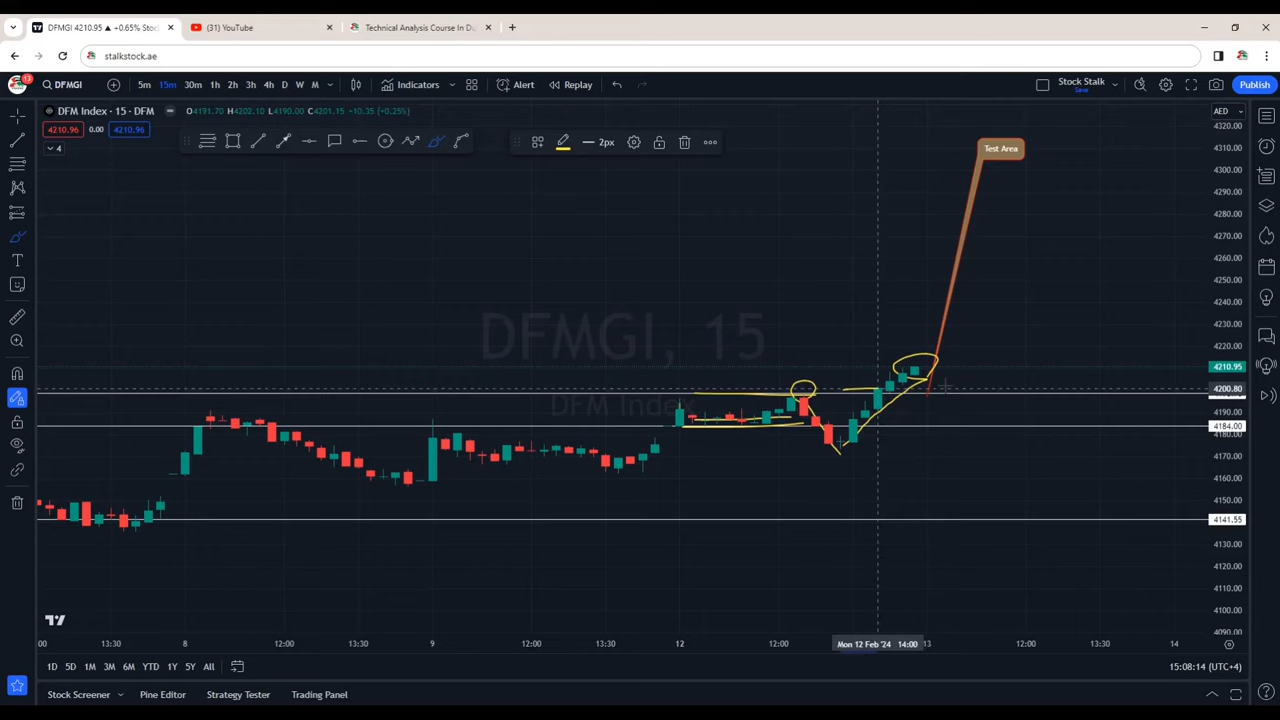 DFMGI 4210.95 ▲ +0.65% Stoc
(31) YouTube
Technical Analysis Course In Du
stalkstock.ae
13
DFMGI
5m 15m 30m 1h 2h 3h 4h D W M
Indicators
Alert
Replay
Stock Stalk
Save
Publish
DFM Index · 15 · DFM
O4191.70 H4202.10 L4190.00 C4201.15 +10.35 (+0.25%)
AED
4210.96 0.00 4210.96
4
2px
Test Area
DFMGI, 15
DFM Index
4320.00
4310.00
4300.00
4290.00
4280.00
4270.00
4260.00
4250.00
4240.00
4230.00
4220.00
4210.95
4200.80
4190.00
4184.00
4180.00
4170.00
4160.00
4150.00
4141.55
4130.00
4120.00
4110.00
4100.00
4090.00
:00 13:30 8 12:00 13:30 9 12:00 13:30 12 12:00 Mon 12 Feb '24 14:00 13 12:00 13:30 14
1D 5D 1M 3M 6M YTD 1Y 5Y All
15:08:14 (UTC+4)
Stock Screener Pine Editor Strategy Tester Trading Panel